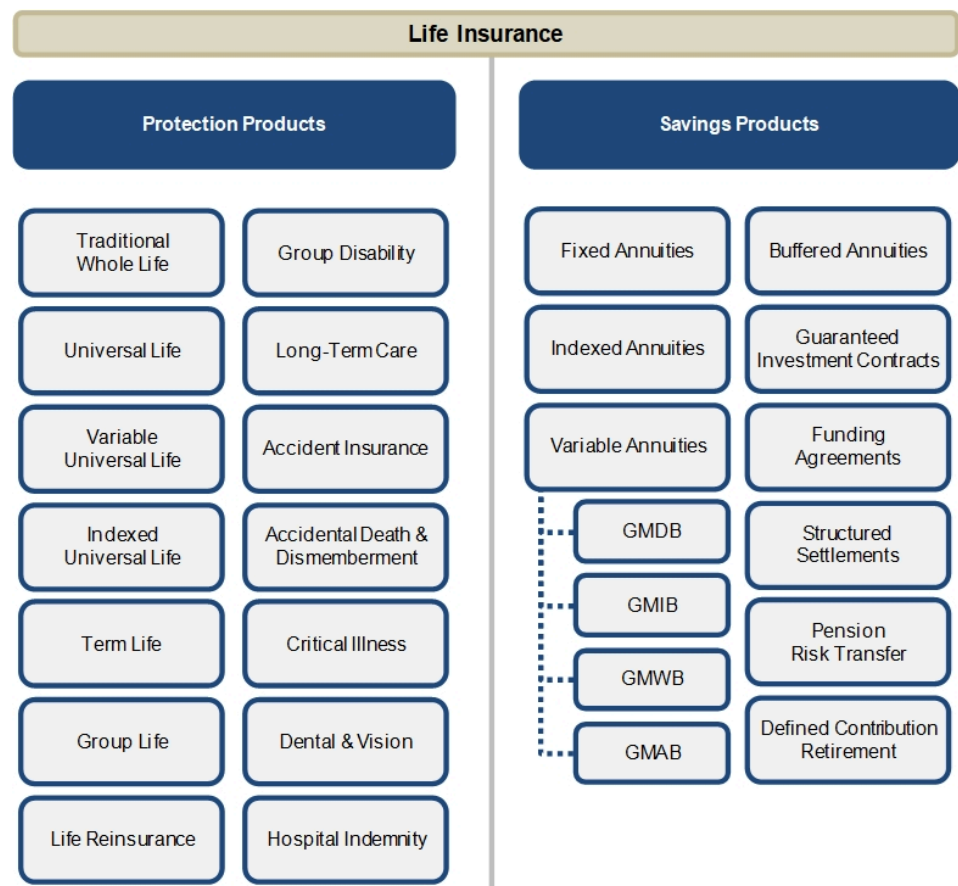 Life Insurance
Protection Products
Savings Products
Traditional
Whole Life
Group Disability
Universal Life
Long-Term Care
Variable
Universal Life
Accident Insurance
Indexed
Universal Life
Accidental Death &
Dismemberment
Term Life
Critical Illness
Group Life
Dental & Vision
Life Reinsurance
Hospital Indemnity
Fixed Annuities
Buffered Annuities
Indexed Annuities
Guaranteed
Investment Contracts
Variable Annuities
Funding
Agreements
GMDB
Structured
Settlements
GMIB
Pension
Risk Transfer
GMWB
Defined Contribution
Retirement
GMAB